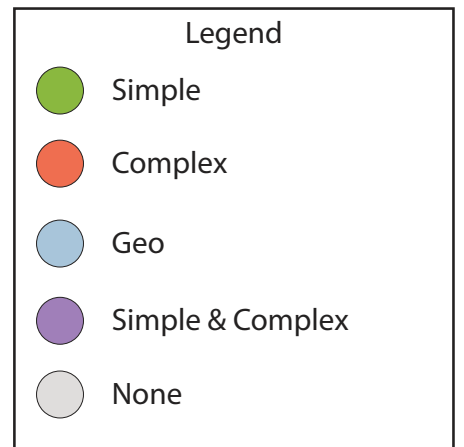 Legend
Simple
Complex
Geo
Simple & Complex
None